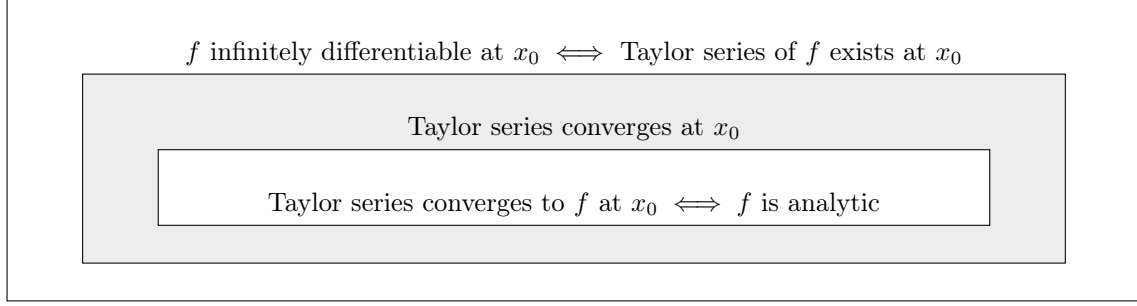 f infinitely differentiable at x₀ ⟺ Taylor series of f exists at x₀
Taylor series converges at x₀
Taylor series converges to f at x₀ ⟺ f is analytic